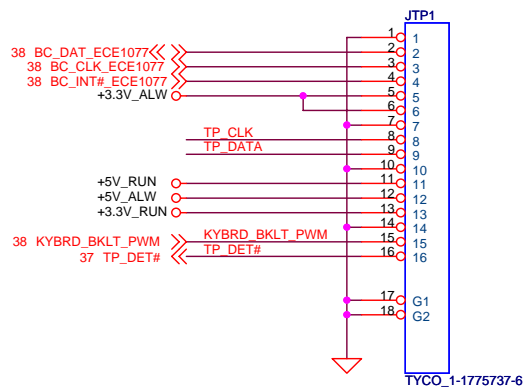 JTP1
1 1
38 BC_DAT_ECE1077 2 2
38 BC_CLK_ECE1077 3 3
38 BC_INT#_ECE1077 4 4
+3.3V_ALW 5 5
6 6
7 7
TP_CLK 8 8
TP_DATA 9 9
10 10
+5V_RUN 11 11
+5V_ALW 12 12
+3.3V_RUN 13 13
14 14
38 KYBRD_BKLT_PWM KYBRD_BKLT_PWM 15 15
37 TP_DET# TP_DET# 16 16
17 G1
18 G2
TYCO_1-1775737-6